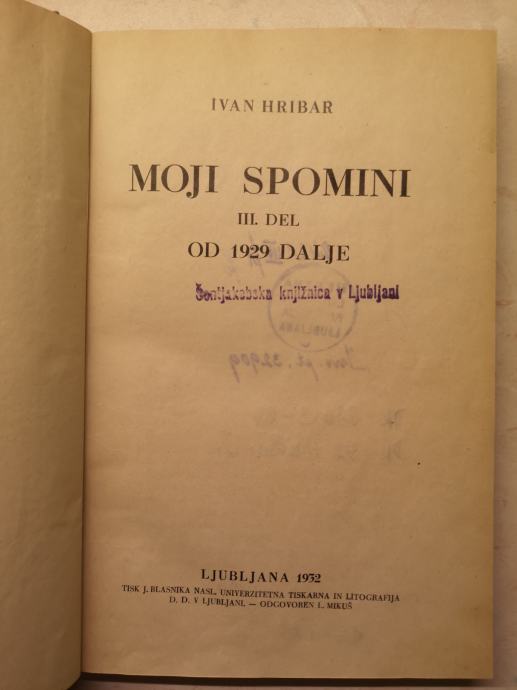 IVAN HRIBAR
MOJI SPOMINI
III. DEL
OD 1929 DALJE
Šentjakobska knjižnica v Ljubljani
LJUBLJANA
LJUBLJANA 1932
TISK J. BLASNIKA NASL. UNIVERZITETNA TISKARNA IN LITOGRAFIJA
D. D. V LJUBLJANI. — ODGOVOREN L. MIKUŠ